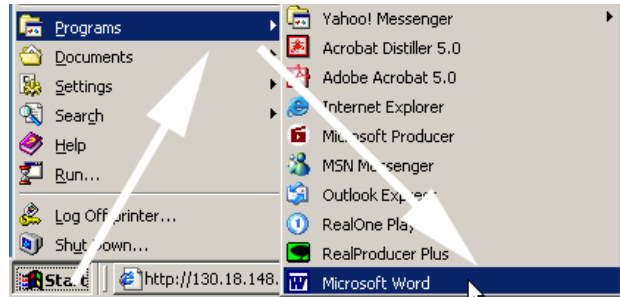 Programs
Documents
Settings
Search
Help
Run...
Log Off printer...
Shut Down...
Start
http://130.18.148.
Yahoo! Messenger
Acrobat Distiller 5.0
Adobe Acrobat 5.0
Internet Explorer
Microsoft Producer
MSN Messenger
Outlook Express
RealOne Play
RealProducer Plus
Microsoft Word